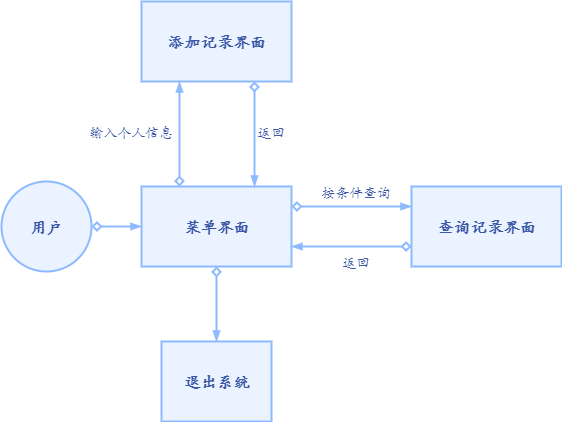 添加记录界面
输入个人信息
返回
按条件查询
用户
菜单界面
查询记录界面
返回
退出系统